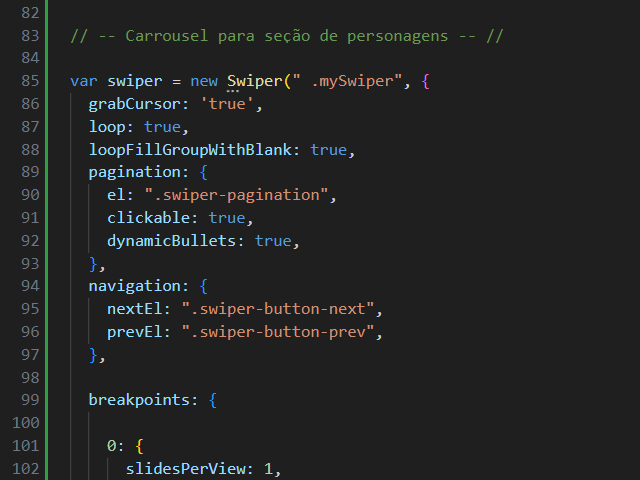 82
83 // -- Carrousel para seção de personagens -- //
84
85 var swiper = new Swiper(" .mySwiper", {
86 grabCursor: 'true',
87 loop: true,
88 loopFillGroupWithBlank: true,
89 pagination: {
90 el: ".swiper-pagination",
91 clickable: true,
92 dynamicBullets: true,
93 },
94 navigation: {
95 nextEl: ".swiper-button-next",
96 prevEl: ".swiper-button-prev",
97 },
98
99 breakpoints: {
100
101 0: {
102 slidesPerView: 1,